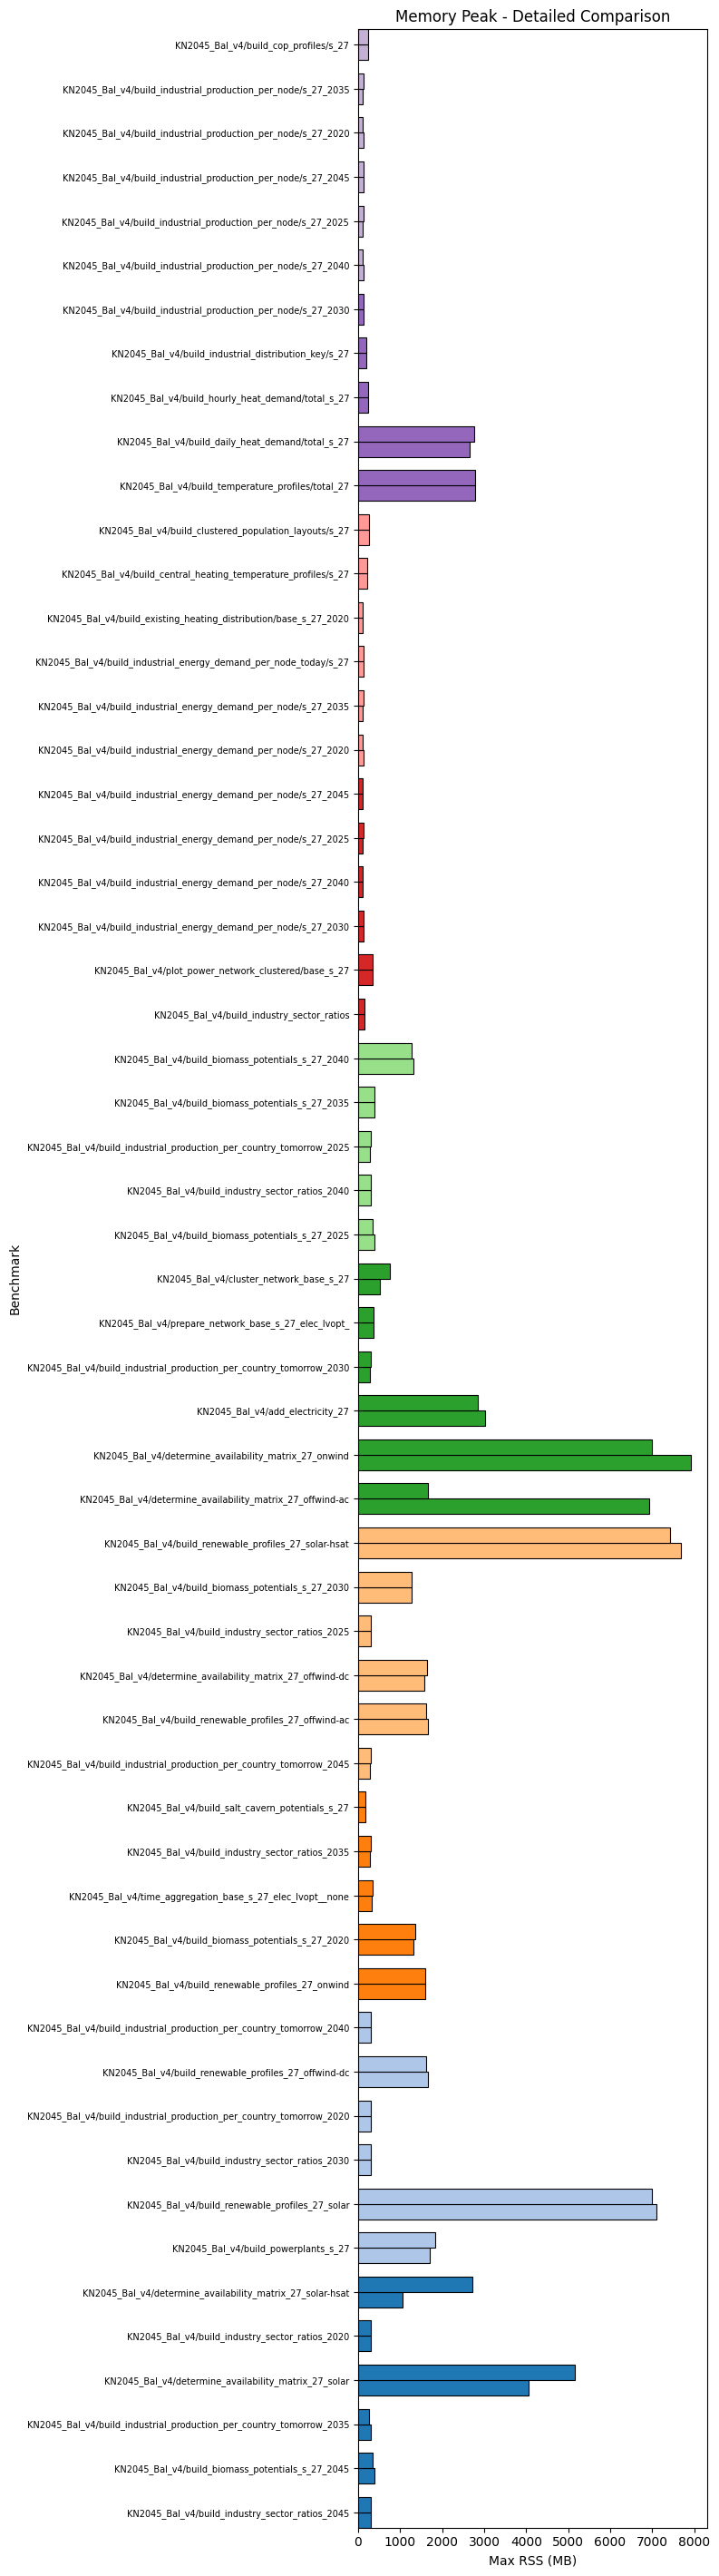 Memory Peak - Detailed Comparison
KN2045_Bal_v4/build_cop_profiles/s_27
KN2045_Bal_v4/build_industrial_production_per_node/s_27_2035
KN2045_Bal_v4/build_industrial_production_per_node/s_27_2020
KN2045_Bal_v4/build_industrial_production_per_node/s_27_2045
KN2045_Bal_v4/build_industrial_production_per_node/s_27_2025
KN2045_Bal_v4/build_industrial_production_per_node/s_27_2040
KN2045_Bal_v4/build_industrial_production_per_node/s_27_2030
KN2045_Bal_v4/build_industrial_distribution_key/s_27
KN2045_Bal_v4/build_hourly_heat_demand/total_s_27
KN2045_Bal_v4/build_daily_heat_demand/total_s_27
KN2045_Bal_v4/build_temperature_profiles/total_27
KN2045_Bal_v4/build_clustered_population_layouts/s_27
KN2045_Bal_v4/build_central_heating_temperature_profiles/s_27
KN2045_Bal_v4/build_existing_heating_distribution/base_s_27_2020
KN2045_Bal_v4/build_industrial_energy_demand_per_node_today/s_27
KN2045_Bal_v4/build_industrial_energy_demand_per_node/s_27_2035
KN2045_Bal_v4/build_industrial_energy_demand_per_node/s_27_2020
KN2045_Bal_v4/build_industrial_energy_demand_per_node/s_27_2045
KN2045_Bal_v4/build_industrial_energy_demand_per_node/s_27_2025
KN2045_Bal_v4/build_industrial_energy_demand_per_node/s_27_2040
KN2045_Bal_v4/build_industrial_energy_demand_per_node/s_27_2030
KN2045_Bal_v4/plot_power_network_clustered/base_s_27
KN2045_Bal_v4/build_industry_sector_ratios
KN2045_Bal_v4/build_biomass_potentials_s_27_2040
KN2045_Bal_v4/build_biomass_potentials_s_27_2035
KN2045_Bal_v4/build_industrial_production_per_country_tomorrow_2025
KN2045_Bal_v4/build_industry_sector_ratios_2040
KN2045_Bal_v4/build_biomass_potentials_s_27_2025
KN2045_Bal_v4/cluster_network_base_s_27
KN2045_Bal_v4/prepare_network_base_s_27_elec_lvopt_
KN2045_Bal_v4/build_industrial_production_per_country_tomorrow_2030
KN2045_Bal_v4/add_electricity_27
KN2045_Bal_v4/determine_availability_matrix_27_onwind
KN2045_Bal_v4/determine_availability_matrix_27_offwind-ac
KN2045_Bal_v4/build_renewable_profiles_27_solar-hsat
KN2045_Bal_v4/build_biomass_potentials_s_27_2030
KN2045_Bal_v4/build_industry_sector_ratios_2025
KN2045_Bal_v4/determine_availability_matrix_27_offwind-dc
KN2045_Bal_v4/build_renewable_profiles_27_offwind-ac
KN2045_Bal_v4/build_industrial_production_per_country_tomorrow_2045
KN2045_Bal_v4/build_salt_cavern_potentials_s_27
KN2045_Bal_v4/build_industry_sector_ratios_2035
KN2045_Bal_v4/time_aggregation_base_s_27_elec_lvopt__none
KN2045_Bal_v4/build_biomass_potentials_s_27_2020
KN2045_Bal_v4/build_renewable_profiles_27_onwind
KN2045_Bal_v4/build_industrial_production_per_country_tomorrow_2040
KN2045_Bal_v4/build_renewable_profiles_27_offwind-dc
KN2045_Bal_v4/build_industrial_production_per_country_tomorrow_2020
KN2045_Bal_v4/build_industry_sector_ratios_2030
KN2045_Bal_v4/build_renewable_profiles_27_solar
KN2045_Bal_v4/build_powerplants_s_27
KN2045_Bal_v4/determine_availability_matrix_27_solar-hsat
KN2045_Bal_v4/build_industry_sector_ratios_2020
KN2045_Bal_v4/determine_availability_matrix_27_solar
KN2045_Bal_v4/build_industrial_production_per_country_tomorrow_2035
KN2045_Bal_v4/build_biomass_potentials_s_27_2045
KN2045_Bal_v4/build_industry_sector_ratios_2045
Benchmark
0 1000 2000 3000 4000 5000 6000 7000 8000
Max RSS (MB)